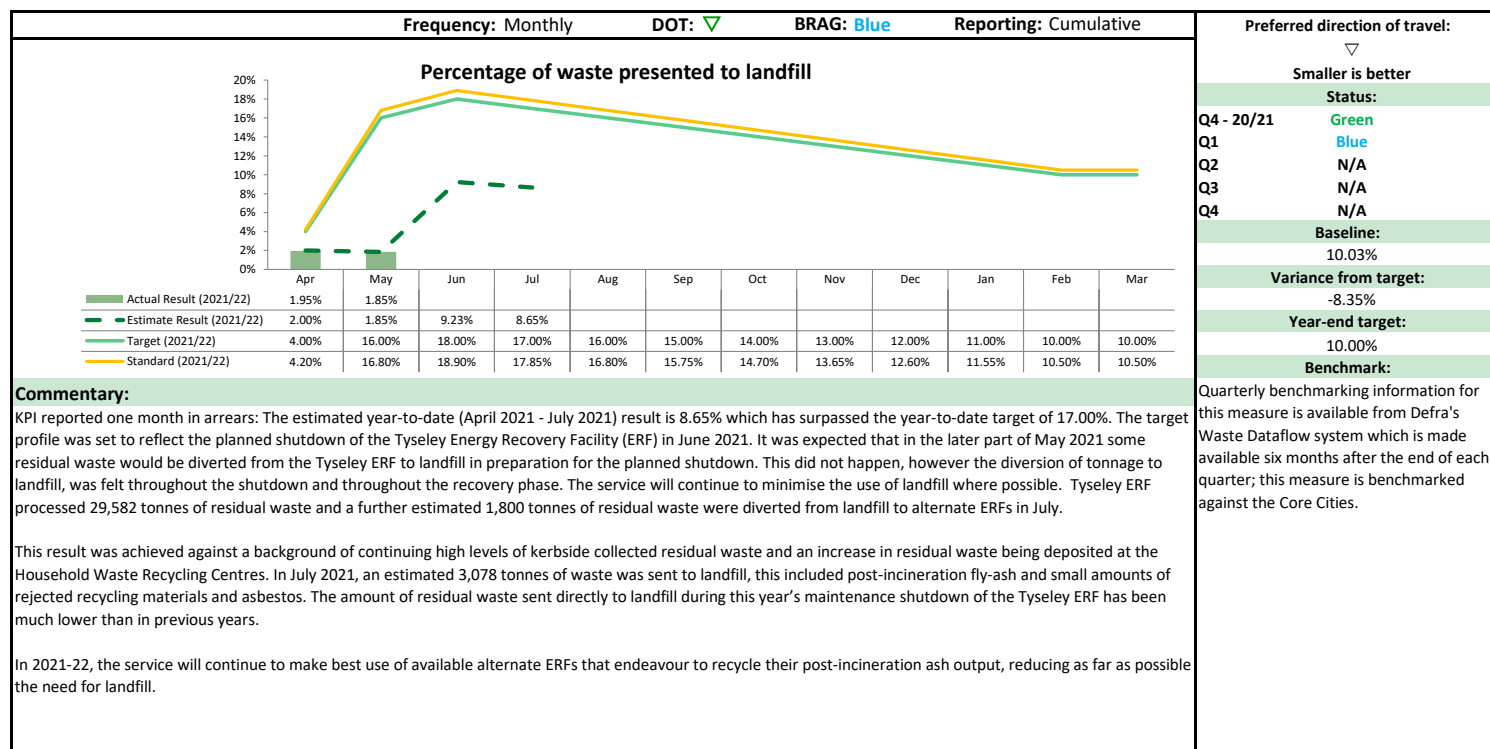 Frequency: Monthly DOT: ▽ BRAG: Blue Reporting: Cumulative
Percentage of waste presented to landfill
20%
18%
16%
14%
12%
10%
8%
6%
4%
2%
0%
Apr May Jun Jul Aug Sep Oct Nov Dec Jan Feb Mar
Actual Result (2021/22) 1.95% 1.85%
Estimate Result (2021/22) 2.00% 1.85% 9.23% 8.65%
Target (2021/22) 4.00% 16.00% 18.00% 17.00% 16.00% 15.00% 14.00% 13.00% 12.00% 11.00% 10.00% 10.00%
Standard (2021/22) 4.20% 16.80% 18.90% 17.85% 16.80% 15.75% 14.70% 13.65% 12.60% 11.55% 10.50% 10.50%
Commentary:
KPI reported one month in arrears: The estimated year-to-date (April 2021 - July 2021) result is 8.65% which has surpassed the year-to-date target of 17.00%. The target
profile was set to reflect the planned shutdown of the Tyseley Energy Recovery Facility (ERF) in June 2021. It was expected that in the later part of May 2021 some
residual waste would be diverted from the Tyseley ERF to landfill in preparation for the planned shutdown. This did not happen, however the diversion of tonnage to
landfill, was felt throughout the shutdown and throughout the recovery phase. The service will continue to minimise the use of landfill where possible. Tyseley ERF
processed 29,582 tonnes of residual waste and a further estimated 1,800 tonnes of residual waste were diverted from landfill to alternate ERFs in July.
This result was achieved against a background of continuing high levels of kerbside collected residual waste and an increase in residual waste being deposited at the
Household Waste Recycling Centres. In July 2021, an estimated 3,078 tonnes of waste was sent to landfill, this included post-incineration fly-ash and small amounts of
rejected recycling materials and asbestos. The amount of residual waste sent directly to landfill during this year's maintenance shutdown of the Tyseley ERF has been
much lower than in previous years.
In 2021-22, the service will continue to make best use of available alternate ERFs that endeavour to recycle their post-incineration ash output, reducing as far as possible
the need for landfill.
Preferred direction of travel:
▽
Smaller is better
Status:
Q4 - 20/21 Green
Q1 Blue
Q2 N/A
Q3 N/A
Q4 N/A
Baseline:
10.03%
Variance from target:
-8.35%
Year-end target:
10.00%
Benchmark:
Quarterly benchmarking information for
this measure is available from Defra's
Waste Dataflow system which is made
available six months after the end of each
quarter; this measure is benchmarked
against the Core Cities.